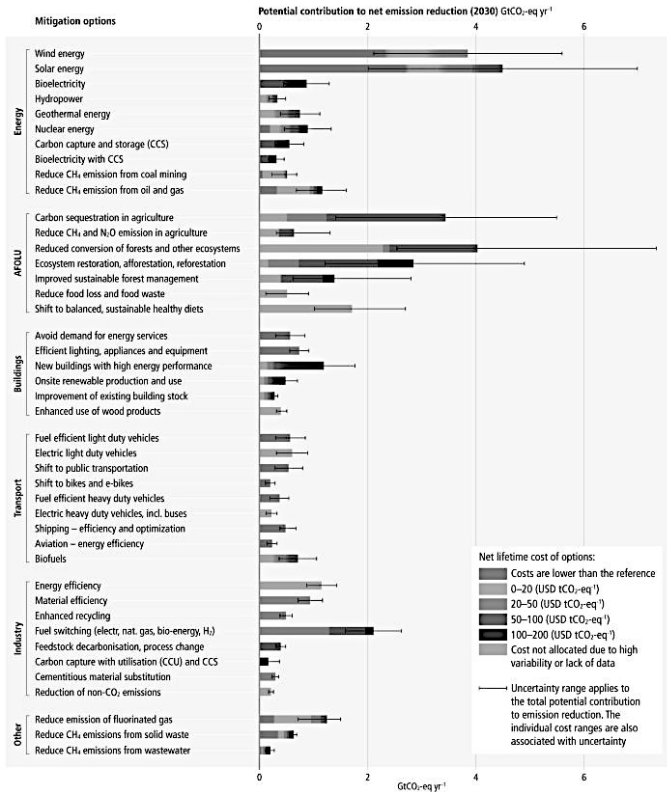 Potential contribution to net emission reduction (2030) GtCO₂-eq yr⁻¹
Mitigation options
0 2 4 6
Energy
Wind energy
Solar energy
Bioelectricity
Hydropower
Geothermal energy
Nuclear energy
Carbon capture and storage (CCS)
Bioelectricity with CCS
Reduce CH₄ emission from coal mining
Reduce CH₄ emission from oil and gas
AFOLU
Carbon sequestration in agriculture
Reduce CH₄ and N₂O emission in agriculture
Reduced conversion of forests and other ecosystems
Ecosystem restoration, afforestation, reforestation
Improved sustainable forest management
Reduce food loss and food waste
Shift to balanced, sustainable healthy diets
Buildings
Avoid demand for energy services
Efficient lighting, appliances and equipment
New buildings with high energy performance
Onsite renewable production and use
Improvement of existing building stock
Enhanced use of wood products
Transport
Fuel efficient light duty vehicles
Electric light duty vehicles
Shift to public transportation
Shift to bikes and e-bikes
Fuel efficient heavy duty vehicles
Electric heavy duty vehicles, incl. buses
Shipping – efficiency and optimization
Aviation – energy efficiency
Biofuels
Industry
Energy efficiency
Material efficiency
Enhanced recycling
Fuel switching (electr, nat. gas, bio-energy, H₂)
Feedstock decarbonisation, process change
Carbon capture with utilisation (CCU) and CCS
Cementitious material substitution
Reduction of non-CO₂ emissions
Other
Reduce emission of fluorinated gas
Reduce CH₄ emissions from solid waste
Reduce CH₄ emissions from wastewater
Net lifetime cost of options:
Costs are lower than the reference
0–20 (USD tCO₂-eq⁻¹)
20–50 (USD tCO₂-eq⁻¹)
50–100 (USD tCO₂-eq⁻¹)
100–200 (USD tCO₂-eq⁻¹)
Cost not allocated due to high
variability or lack of data
Uncertainty range applies to
the total potential contribution
to emission reduction. The
individual cost ranges are also
associated with uncertainty
0 2 4 6
GtCO₂-eq yr⁻¹